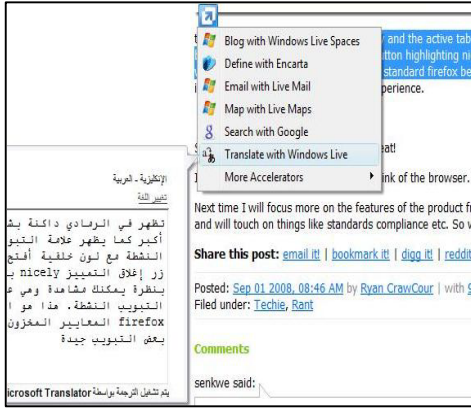 y and the active tab
tton highlighting ni
standard firefox be
perience.
Blog with Windows Live Spaces
Define with Encarta
Email with Live Mail
Map with Live Maps
Search with Google
Translate with Windows Live
More Accelerators
eat!
ink of the browser.
Next time I will focus more on the features of the product fr
and will touch on things like standards compliance etc. So w
Share this post: email it! | bookmark it! | digg it! | reddit
Posted: Sep 01 2008, 08:46 AM by Ryan CrawCour | with 9
Filed under: Techie, Rant
Comments
senkwe said:
الإنكليزية - العربية
تغيير اللغة
تظهر في الرمادي داكنة بش
أكبر كما يظهر علامة التبو
النشطة مع لون خلفية أفتح
زر إغلاق التمييز nicely ب
بنظرة يمكنك مشاهدة وهي ع
التبويب النشطة. هذا هو ا
firefox المعايير المخزون
بعض التبويب جيدة
يتم تشغيل الترجمة بواسطة icrosoft Translator